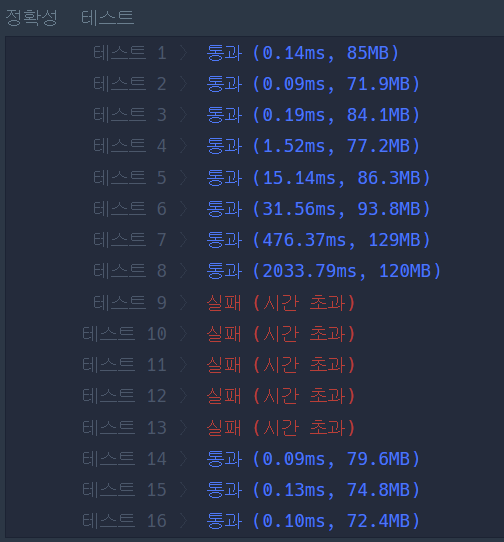 정확성 테스트
테스트 1 〉 통과 (0.14ms, 85MB)
테스트 2 〉 통과 (0.09ms, 71.9MB)
테스트 3 〉 통과 (0.19ms, 84.1MB)
테스트 4 〉 통과 (1.52ms, 77.2MB)
테스트 5 〉 통과 (15.14ms, 86.3MB)
테스트 6 〉 통과 (31.56ms, 93.8MB)
테스트 7 〉 통과 (476.37ms, 129MB)
테스트 8 〉 통과 (2033.79ms, 120MB)
테스트 9 〉 실패 (시간 초과)
테스트 10 〉 실패 (시간 초과)
테스트 11 〉 실패 (시간 초과)
테스트 12 〉 실패 (시간 초과)
테스트 13 〉 실패 (시간 초과)
테스트 14 〉 통과 (0.09ms, 79.6MB)
테스트 15 〉 통과 (0.13ms, 74.8MB)
테스트 16 〉 통과 (0.10ms, 72.4MB)